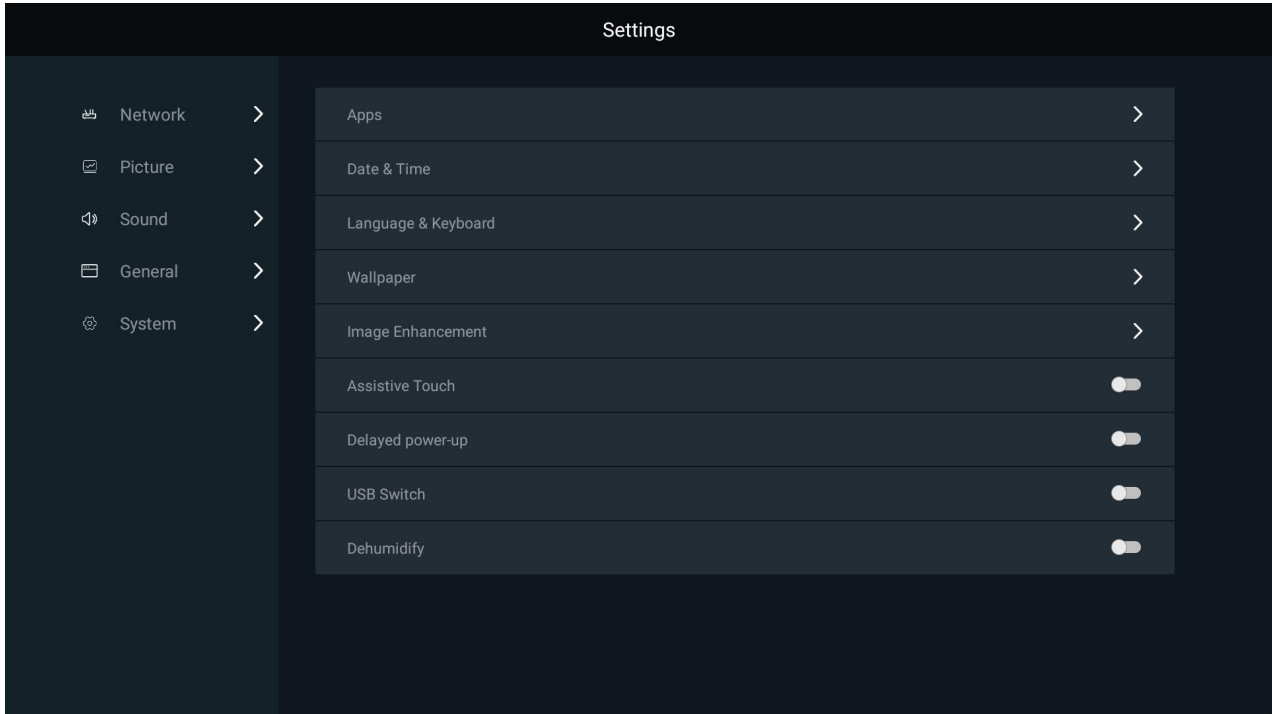 Settings
Network
Picture
Sound
General
System
Apps
Date & Time
Language & Keyboard
Wallpaper
Image Enhancement
Assistive Touch
Delayed power-up
USB Switch
Dehumidify